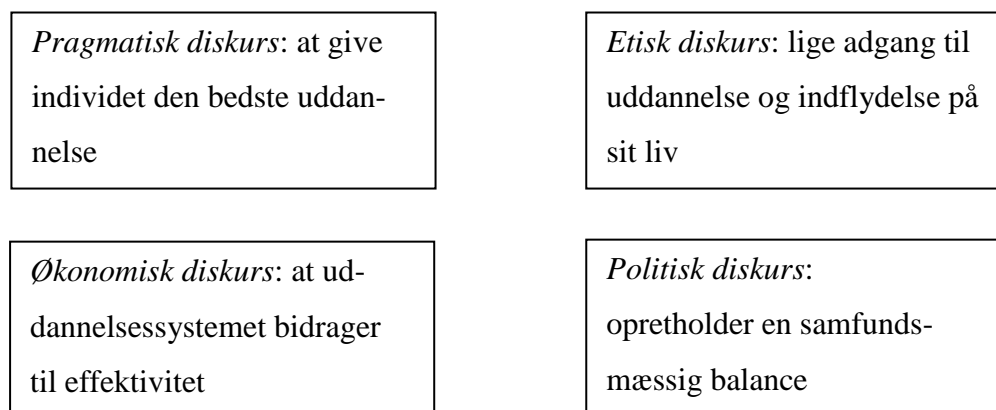 Pragmatisk diskurs: at give
individet den bedste uddan-
nelse
Etisk diskurs: lige adgang til
uddannelse og indflydelse på
sit liv
Økonomisk diskurs: at ud-
dannelsessystemet bidrager
til effektivitet
Politisk diskurs:
opretholder en samfunds-
mæssig balance